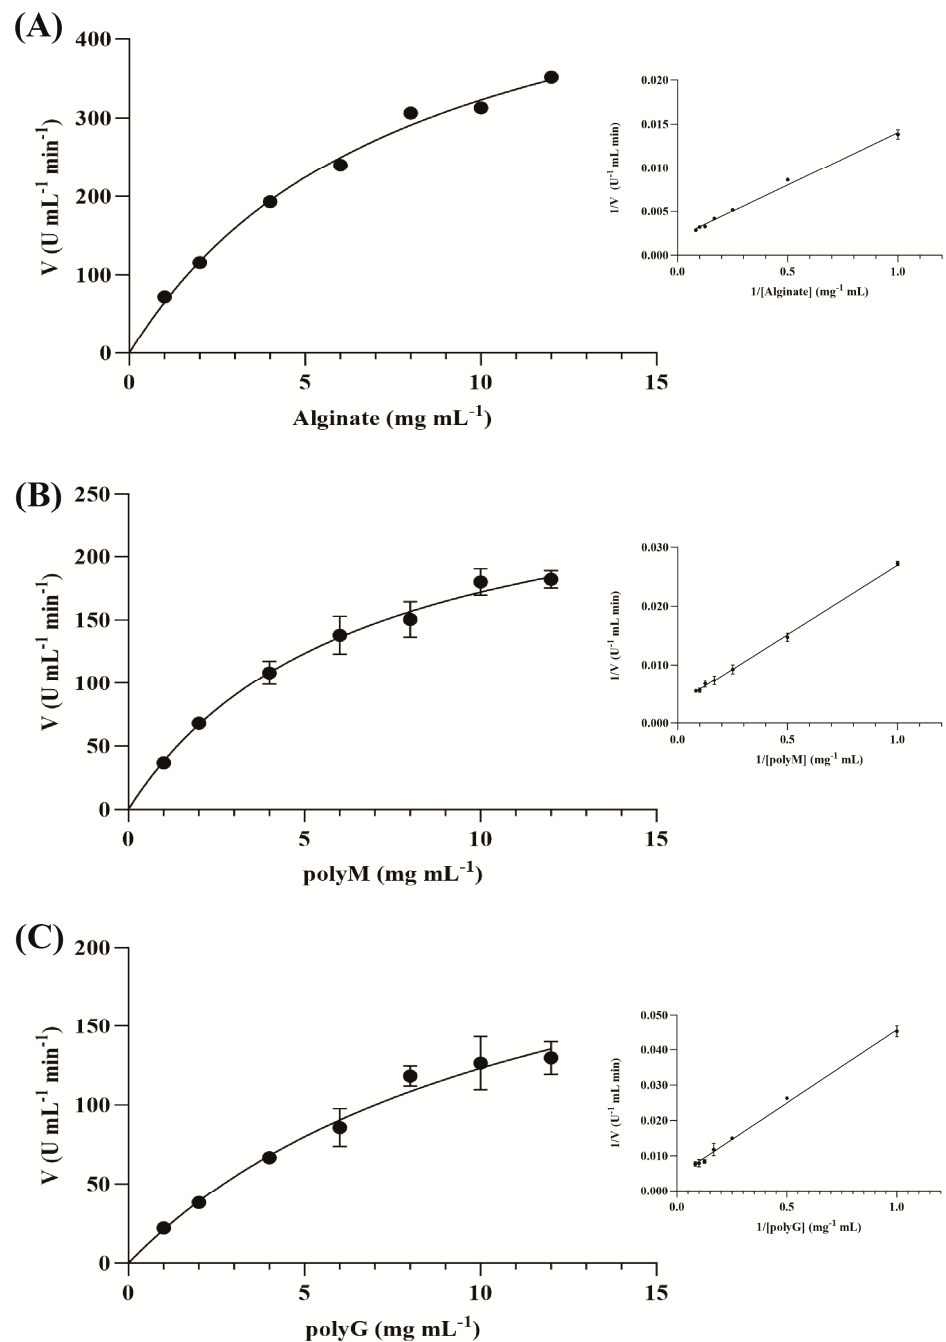 (A)
400
300
200
100
0
V (U mL⁻¹ min⁻¹)
0 5 10 15
Alginate (mg mL⁻¹)
0.020
0.015
0.010
0.005
0.000
1/V (U⁻¹ mL min)
0.0 0.5 1.0
1/[Alginate] (mg⁻¹ mL)
(B)
250
200
150
100
50
0
V (U mL⁻¹ min⁻¹)
0 5 10 15
polyM (mg mL⁻¹)
0.030
0.020
0.010
0.000
1/V (U⁻¹ mL min)
0.0 0.5 1.0
1/[polyM] (mg⁻¹ mL)
(C)
200
150
100
50
0
V (U mL⁻¹ min⁻¹)
0 5 10 15
polyG (mg mL⁻¹)
0.050
0.040
0.030
0.020
0.010
0.000
1/V (U⁻¹ mL min)
0.0 0.5 1.0
1/[polyG] (mg⁻¹ mL)